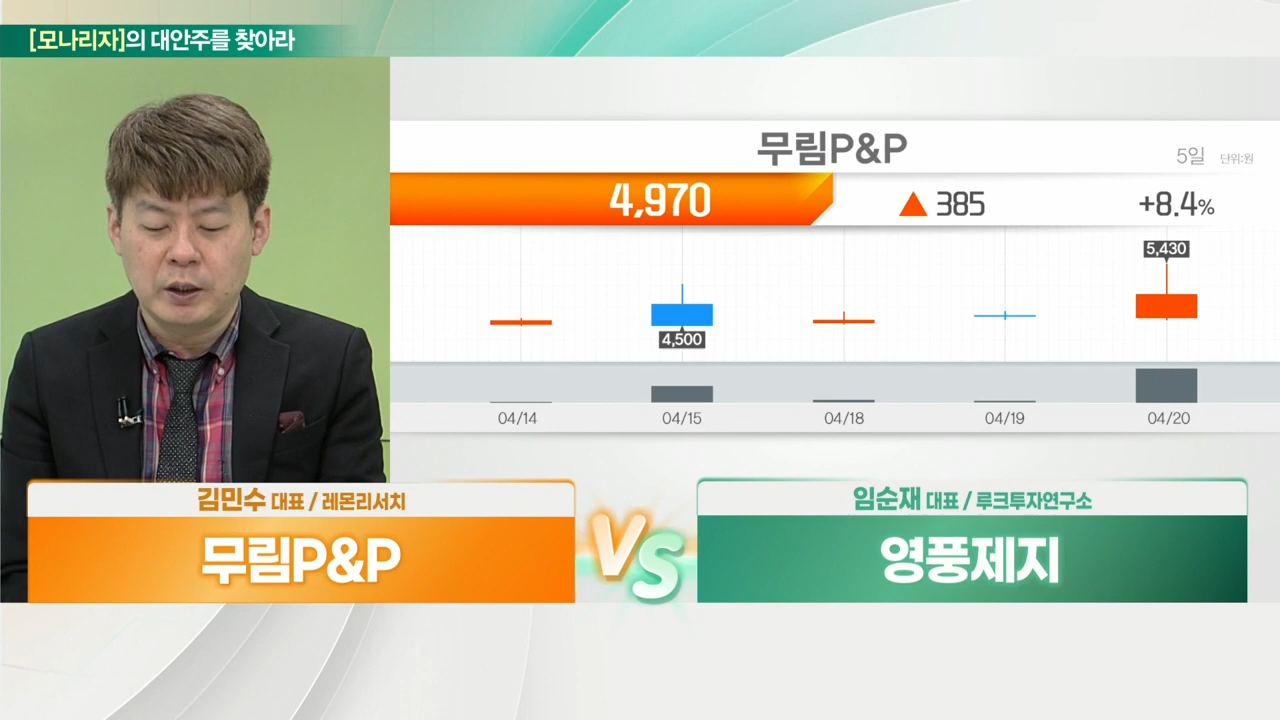 [모나리자]의 대안주를 찾아라
무림P&P
5일 단위:원
4,970 ▲ 385 +8.4%
5,430
4,500
04/14 04/15 04/18 04/19 04/20
김민수 대표 / 레몬리서치
무림P&P
VS
임순재 대표 / 루크투자연구소
영풍제지